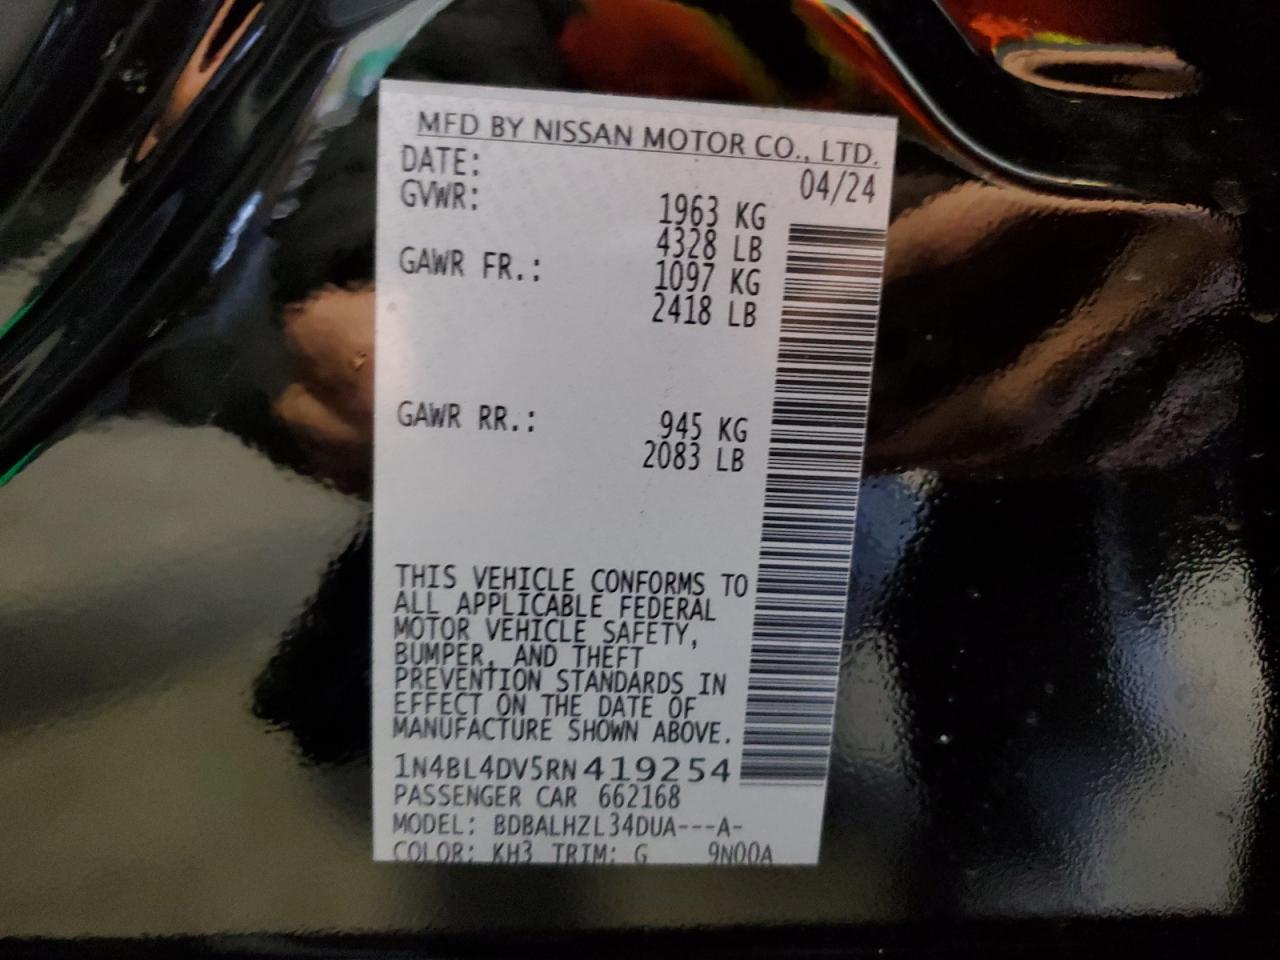 MFD BY NISSAN MOTOR CO., LTD.
DATE: 04/24
GVWR: 1963 KG
4328 LB
GAWR FR.: 1097 KG
2418 LB
GAWR RR.: 945 KG
2083 LB
THIS VEHICLE CONFORMS TO
ALL APPLICABLE FEDERAL
MOTOR VEHICLE SAFETY,
BUMPER, AND THEFT
PREVENTION STANDARDS IN
EFFECT ON THE DATE OF
MANUFACTURE SHOWN ABOVE.
1N4BL4DV5RN419254
PASSENGER CAR 662168
MODEL: BDBALHZL34DUA---A-
COLOR: KH3 TRIM: G 9N00A